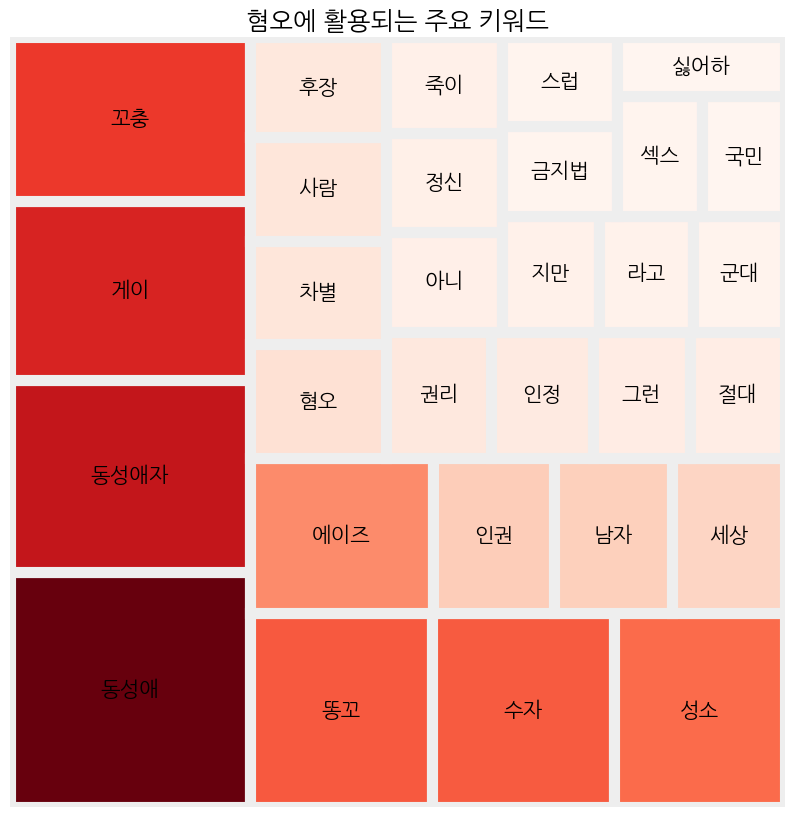 혐오에 활용되는 주요 키워드
꼬충
후장
죽이
스럽
싫어하
사람
정신
금지법
섹스
국민
게이
차별
아니
지만
라고
군대
혐오
권리
인정
그런
절대
동성애자
에이즈
인권
남자
세상
동성애
똥꼬
수자
성소